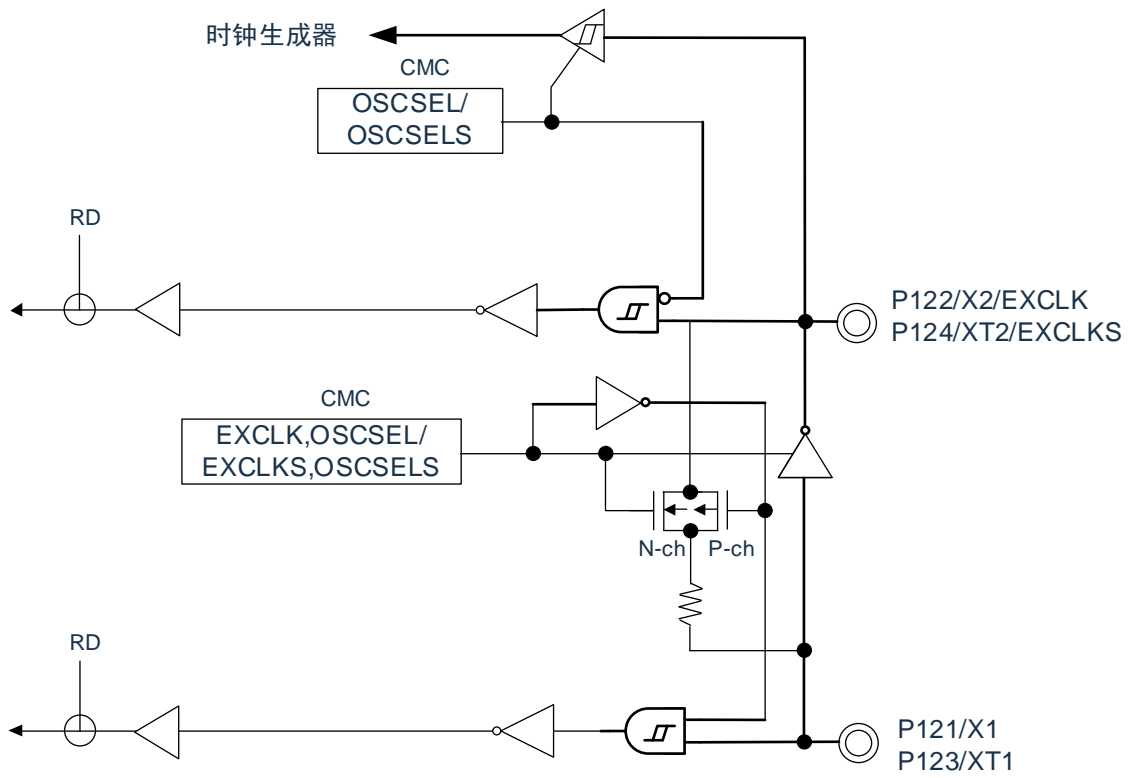 时钟生成器
CMC
OSCSEL/
OSCSELS
RD
P122/X2/EXCLK
P124/XT2/EXCLKS
CMC
EXCLK,OSCSEL/
EXCLKS,OSCSELS
N-ch P-ch
RD
P121/X1
P123/XT1